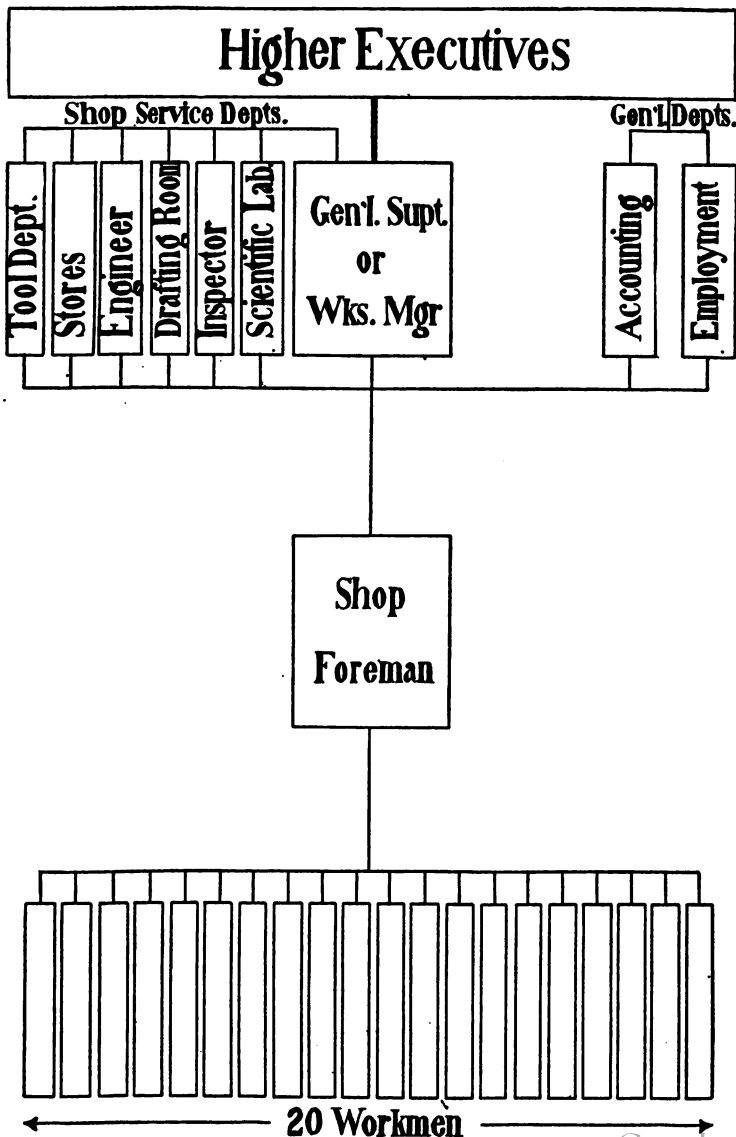 Higher Executives
Shop Service Depts.
Gen'l. Depts.
Tool Dept.
Stores
Engineer
Drafting Room
Inspector
Scientific Lab.
Gen'l. Supt.
or
Wks. Mgr
Accounting
Employment
Shop
Foreman
20 Workmen